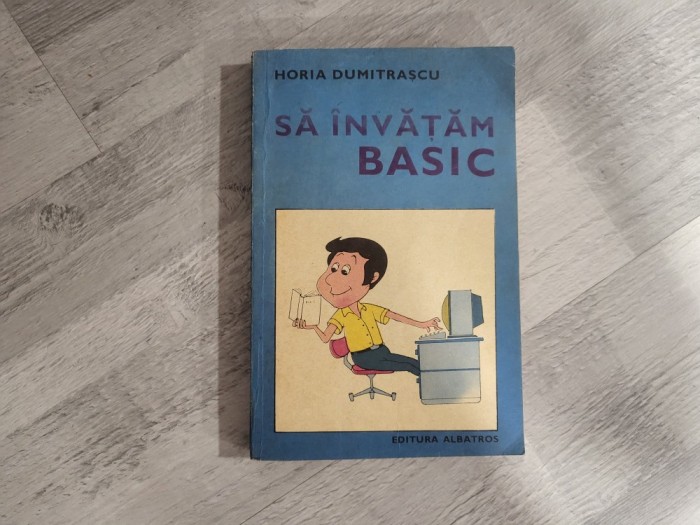 HORIA DUMITRAȘCU
SĂ ÎNVĂȚĂM
BASIC
EDITURA ALBATROS